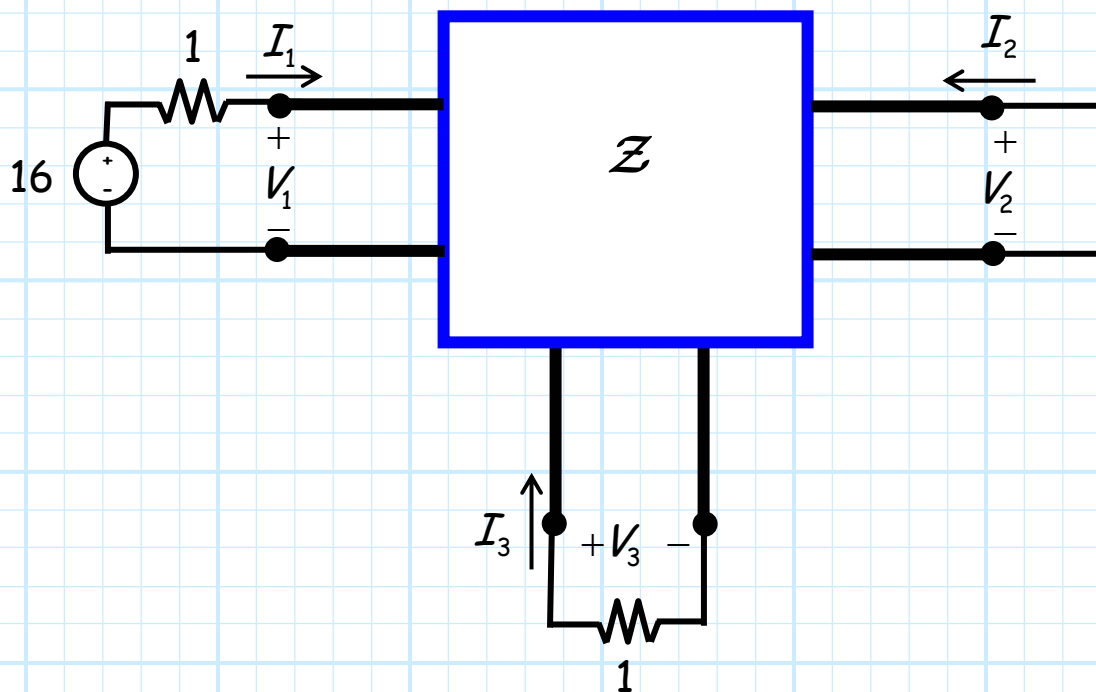 1
I₁
I₂
+
+
16
+
-
V₁
Z
V₂
−
−
I₃
+ V₃ −
1